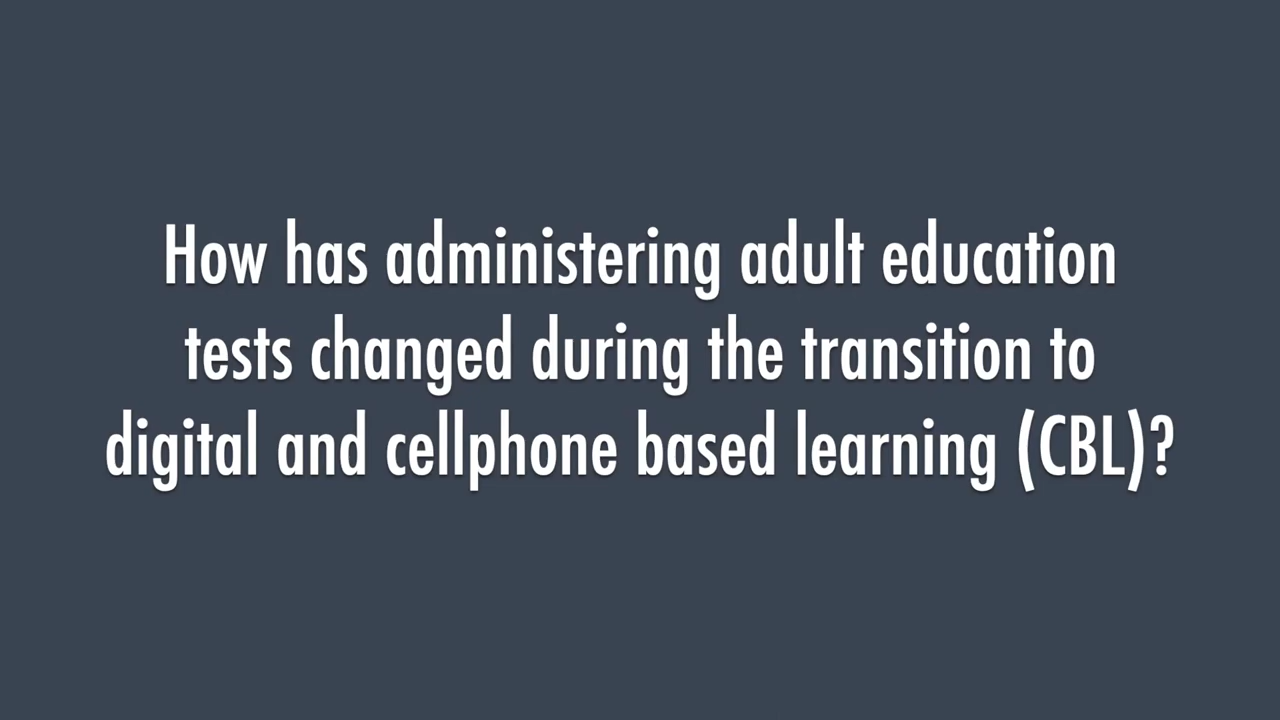 How has administering adult education
tests changed during the transition to
digital and cellphone based learning (CBL)?